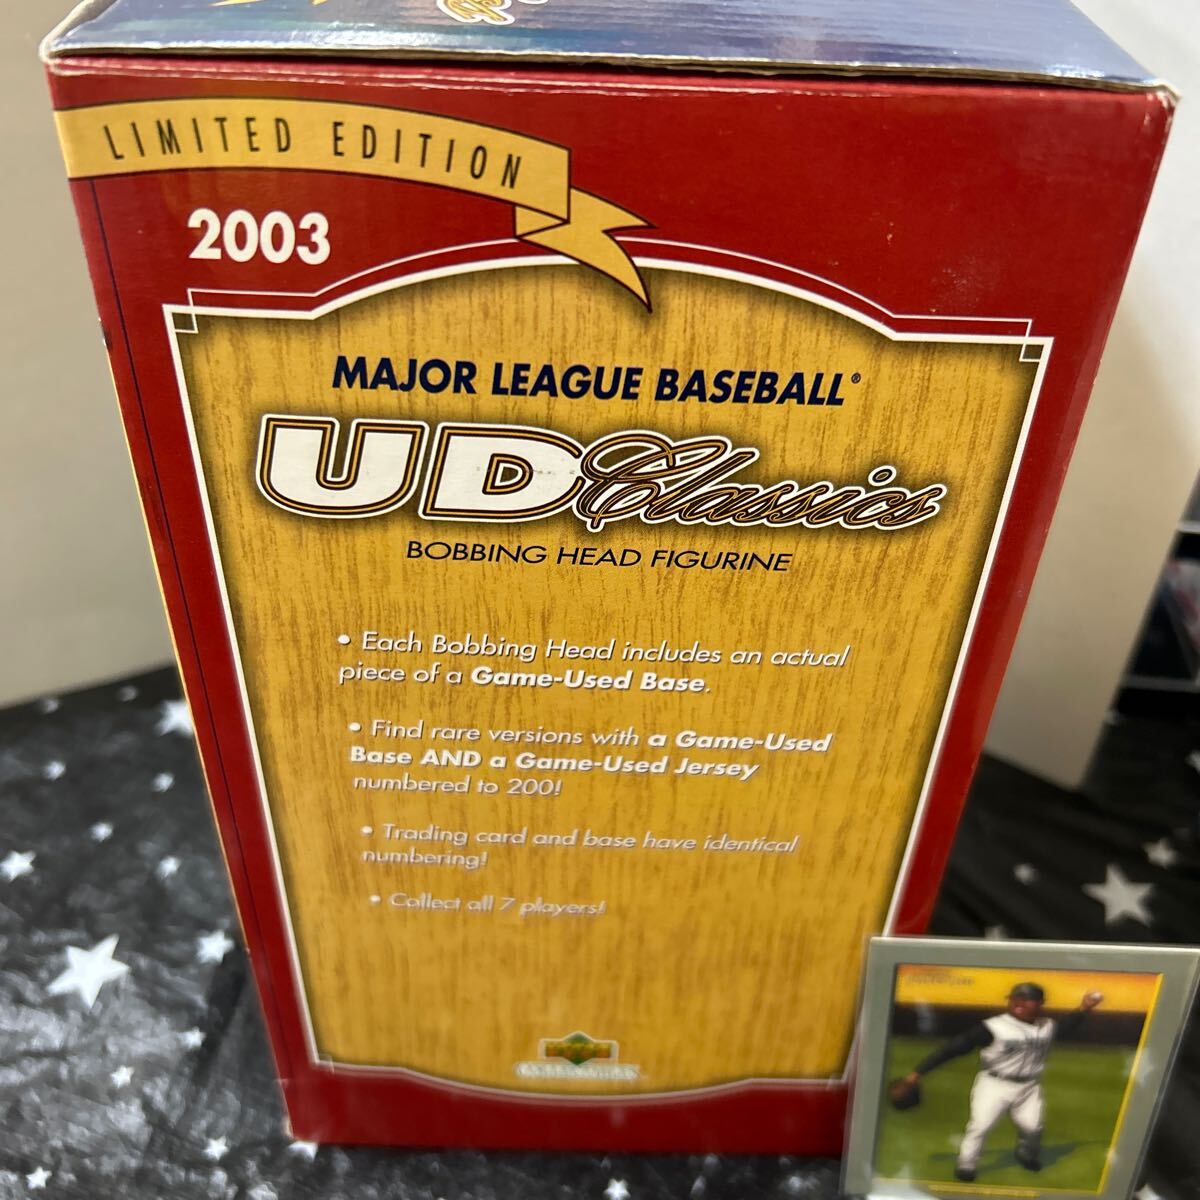 LIMITED EDITION
2003
MAJOR LEAGUE BASEBALL®
UD Classics
BOBBING HEAD FIGURINE
• Each Bobbing Head includes an actual
piece of a Game-Used Base.
• Find rare versions with a Game-Used
Base AND a Game-Used Jersey
numbered to 200!
• Trading card and base have identical
numbering!
• Collect all 7 players!